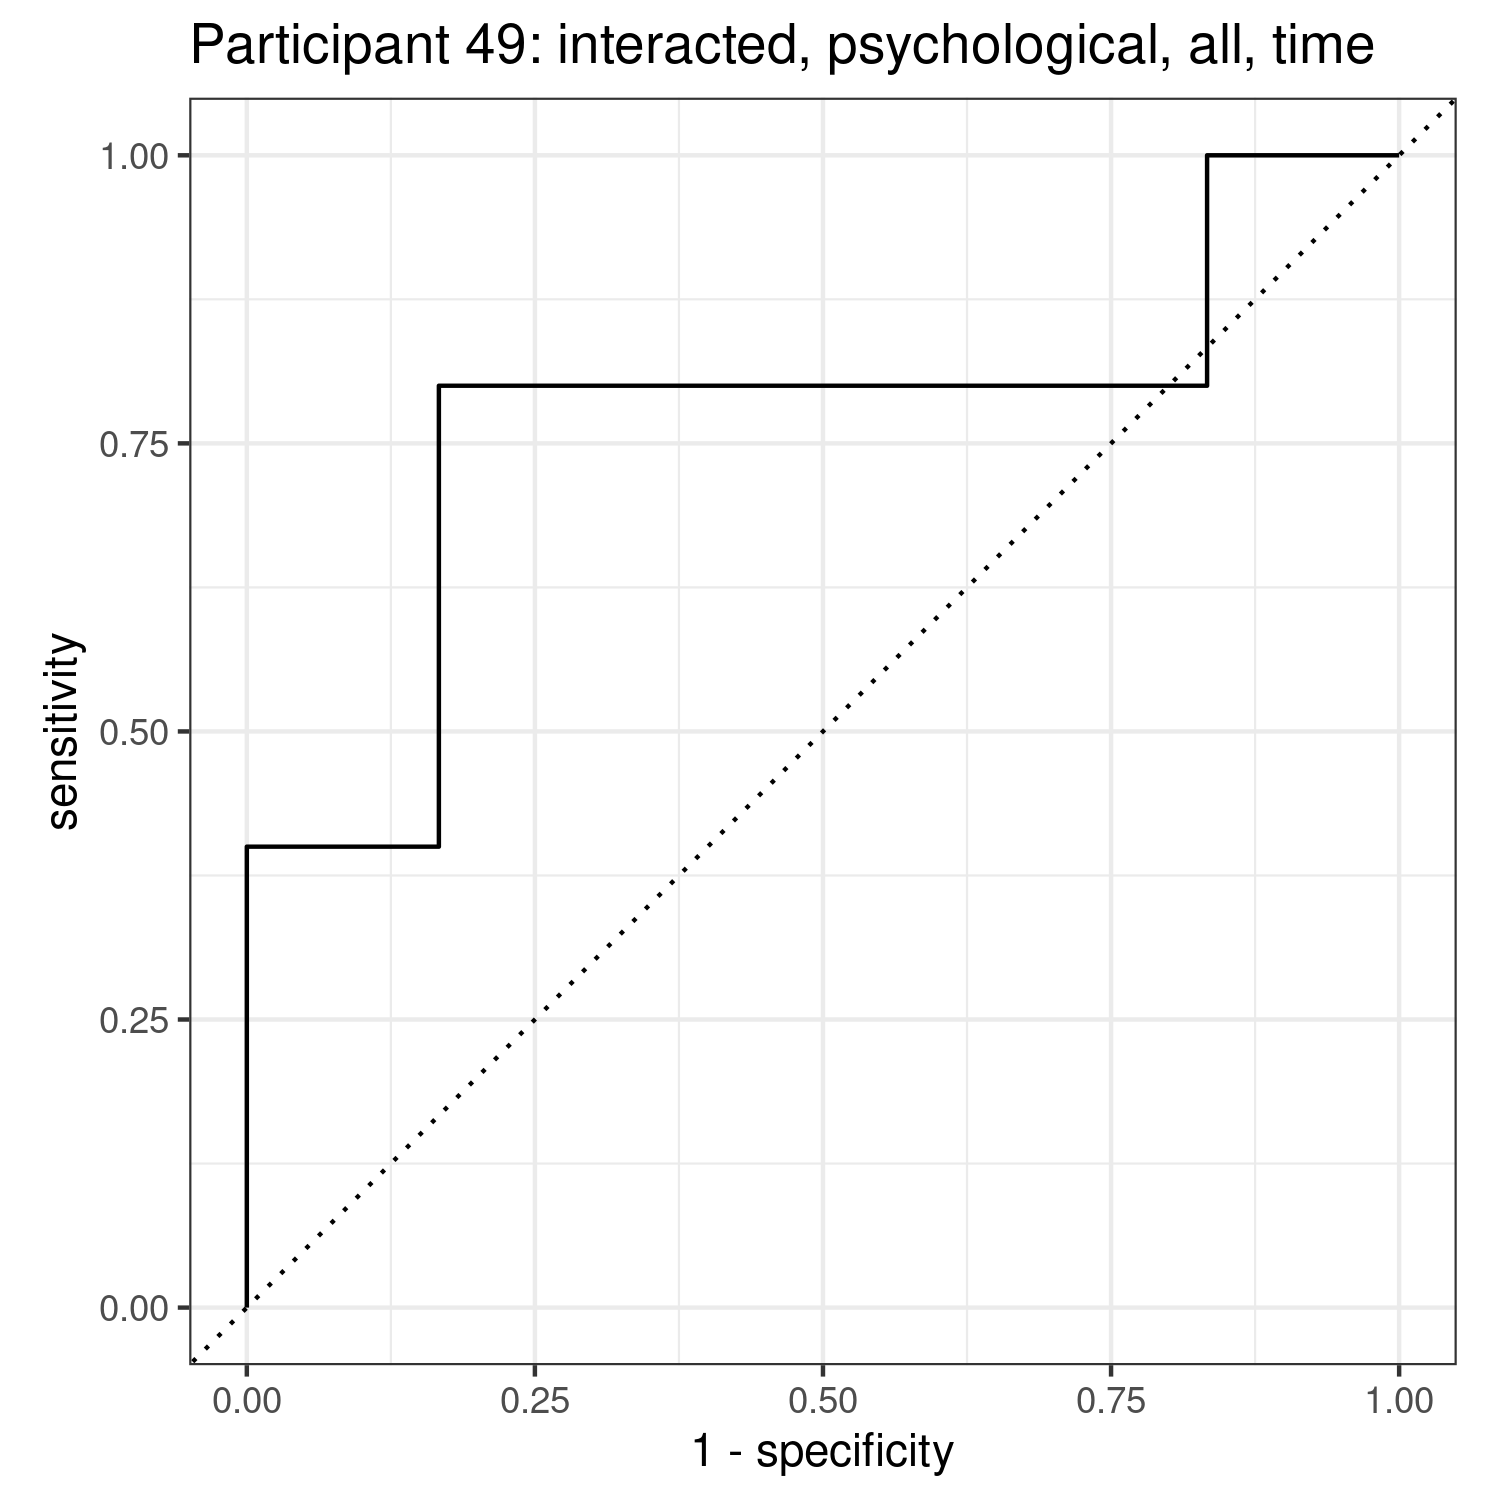 Participant 49: interacted, psychological, all, time
1.00
0.75
0.50
0.25
0.00
sensitivity
0.00 0.25 0.50 0.75 1.00
1 - specificity